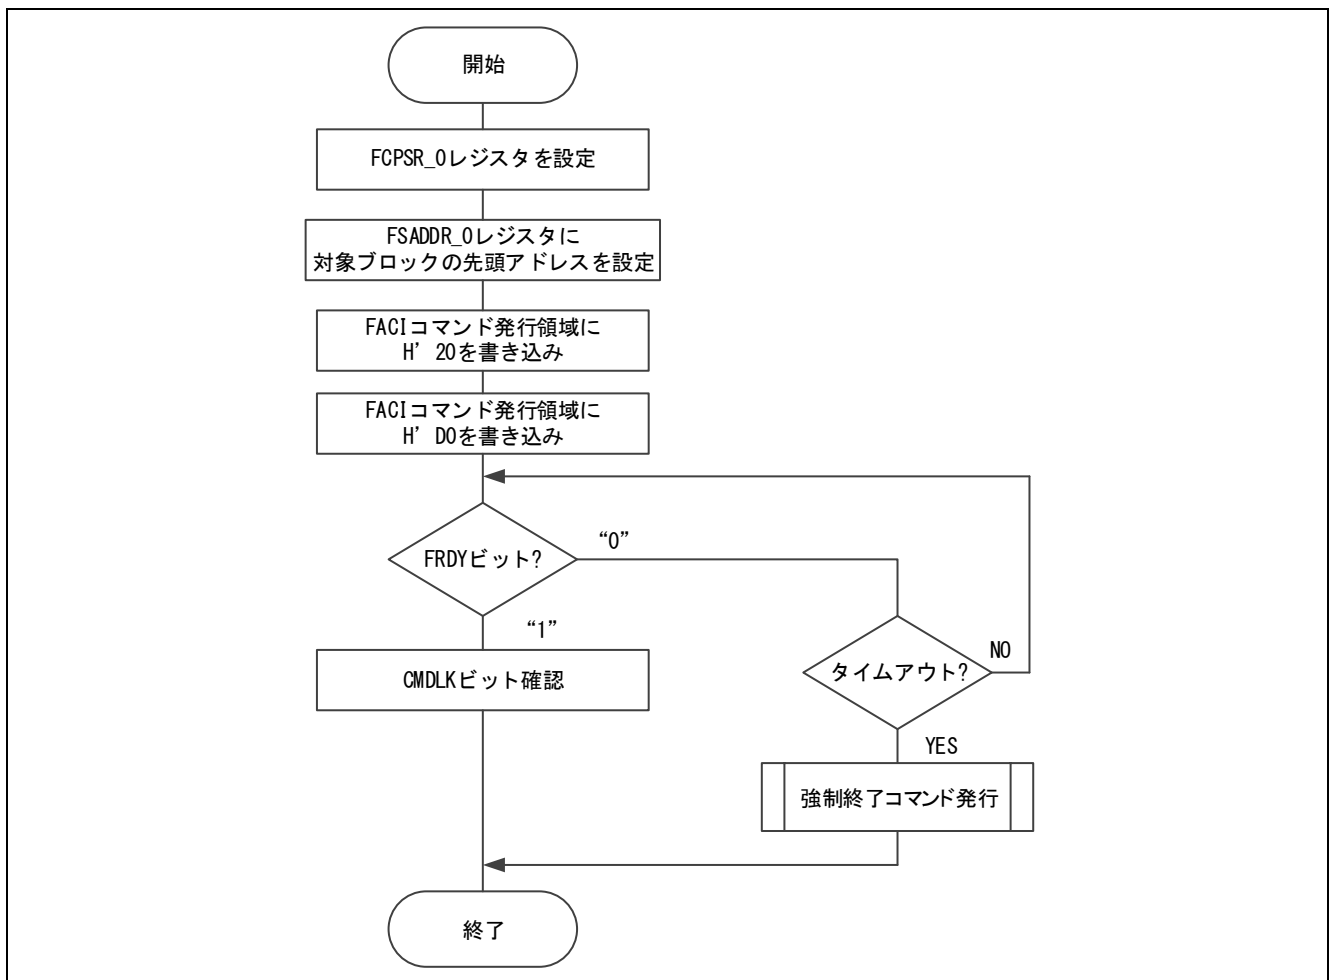 開始
FCPSR_0レジスタを設定
FSADDR_0レジスタに
対象ブロックの先頭アドレスを設定
FACIコマンド発行領域に
H’20を書き込み
FACIコマンド発行領域に
H’D0を書き込み
FRDYビット?
“0”
“1”
CMDLKビット確認
タイムアウト?
NO
YES
強制終了コマンド発行
終了